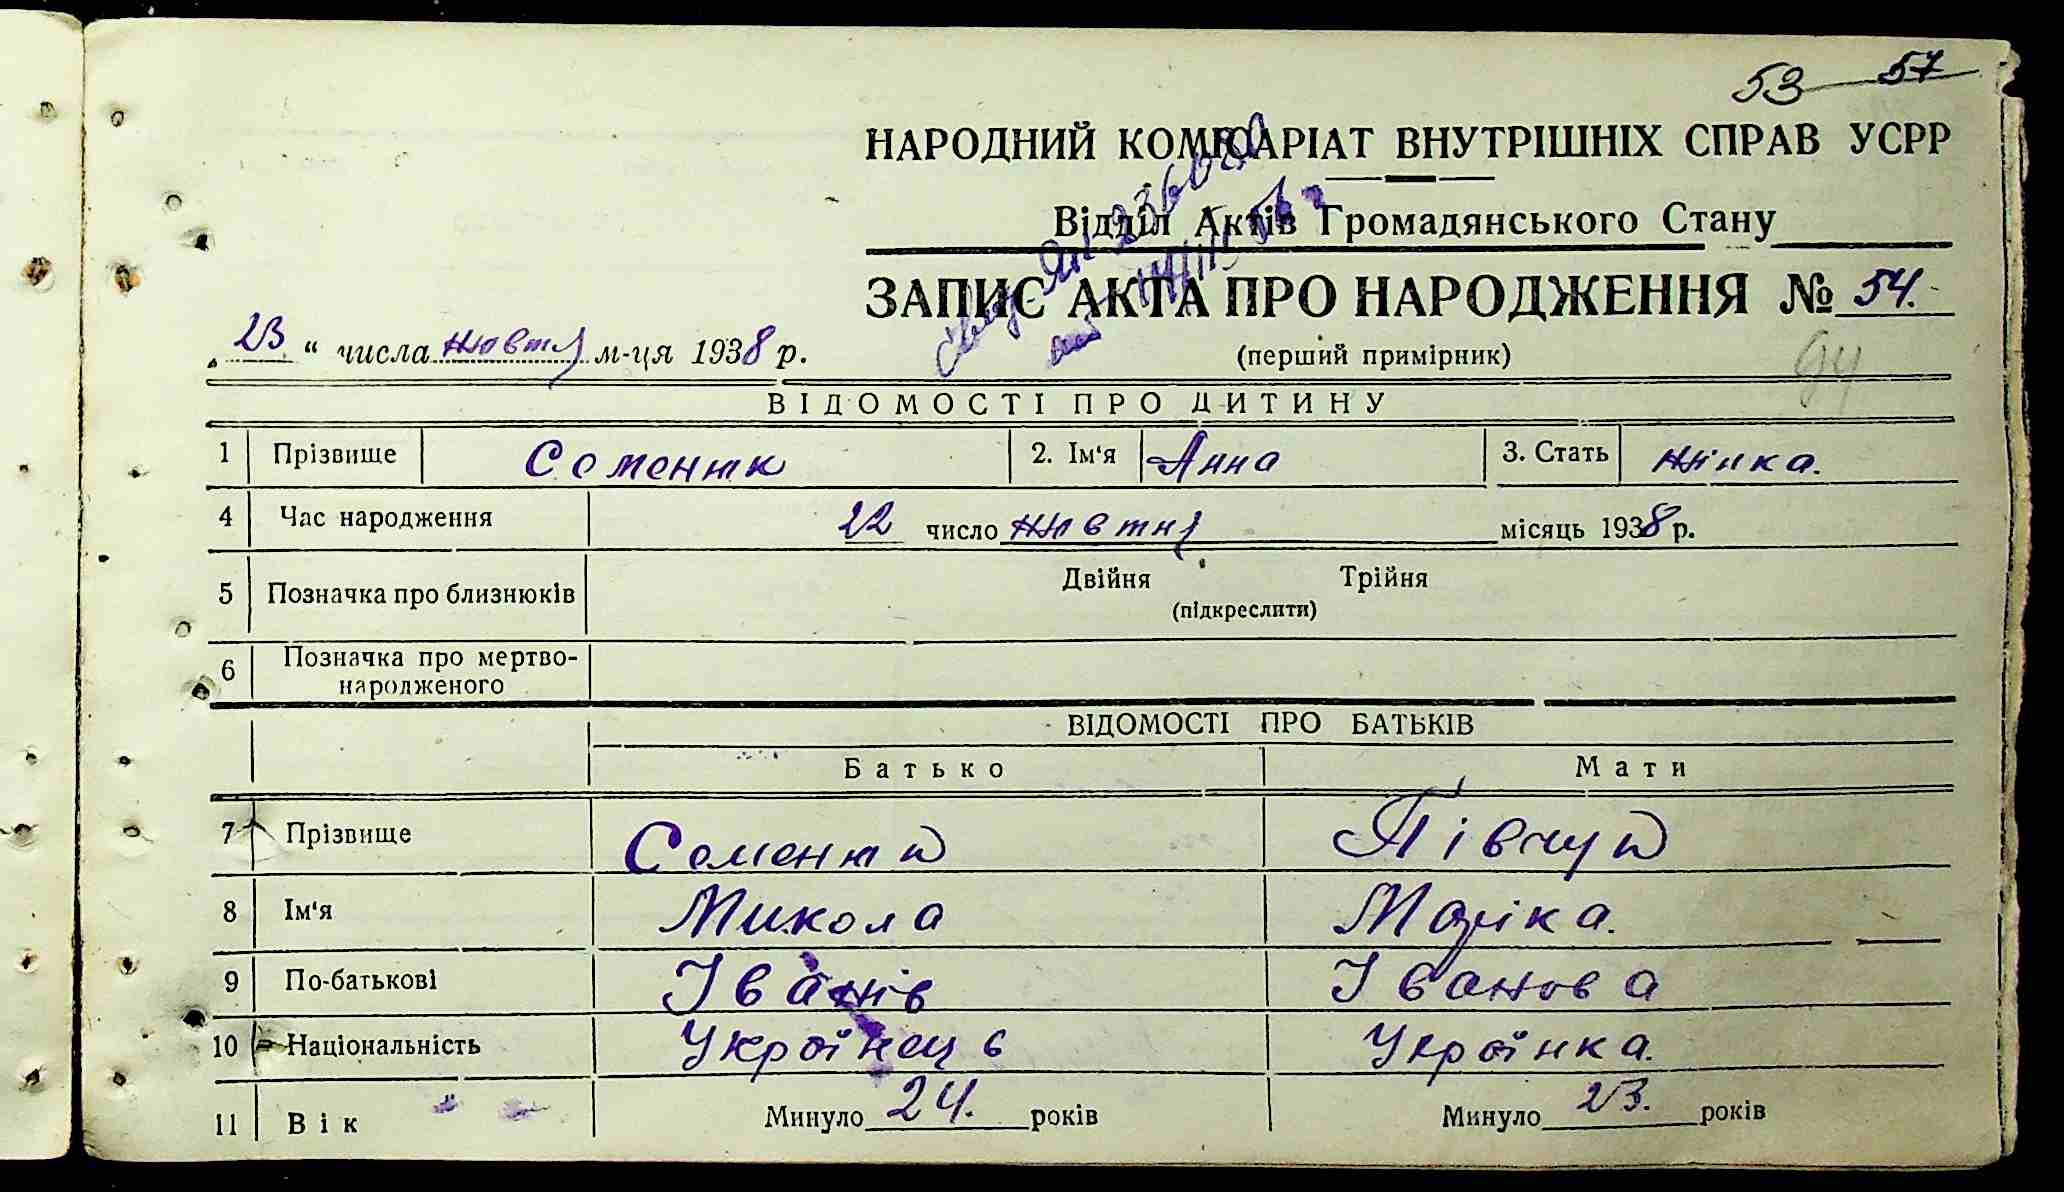 53 57
НАРОДНИЙ КОМІСАРІАТ ВНУТРІШНІХ СПРАВ УСРР
Відділ Актів Громадянського Стану
ЗАПИС АКТА ПРО НАРОДЖЕННЯ № 54.
„ 23 “ числа жовтня м-ця 1938 р.
(перший примірник)
94
ВІДОМОСТІ ПРО ДИТИНУ
1 Прізвище Семенюк 2. Ім'я Анна 3. Стать жінка.
4 Час народження 22 число жовтня місяць 1938 р.
5 Позначка про близнюків Двійня Трійня
(підкреслити)
6 Позначка про мертво-
народженого
ВІДОМОСТІ ПРО БАТЬКІВ
Батько Мати
7 Прізвище Семенюк Півчук
8 Ім'я Микола Маріка.
9 По-батькові Іванів Іванова
10 Національність Українець Українка.
11 Вік Минуло 24. років Минуло 23. років